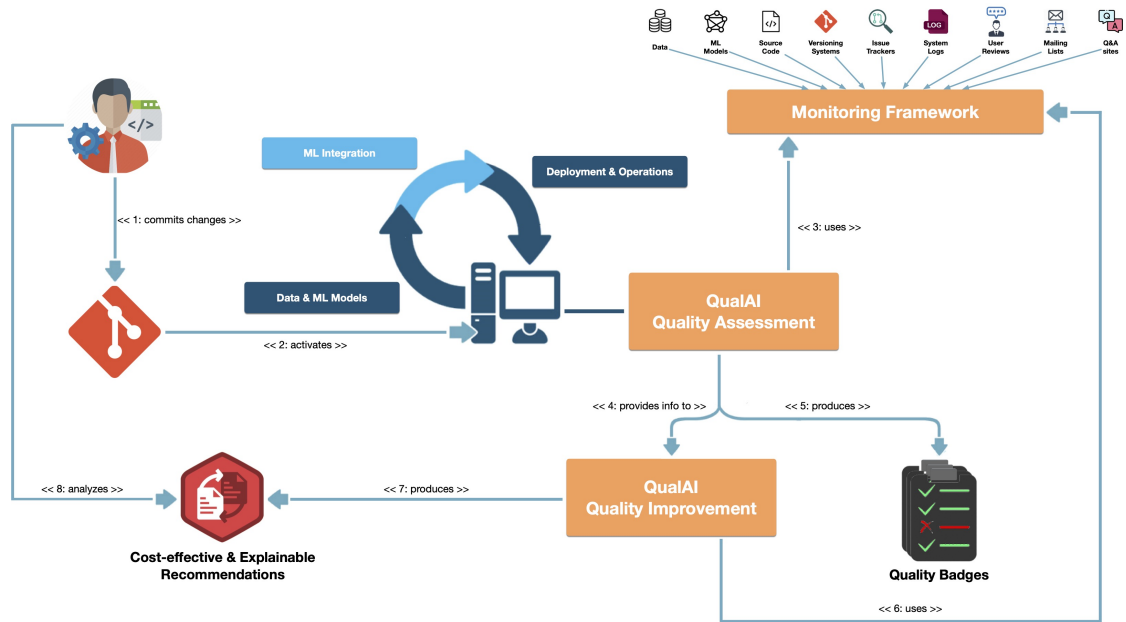 Data
ML
Models
Source
Code
Versioning
Systems
Issue
Trackers
LOG
System
Logs
User
Reviews
Mailing
Lists
Q
A
Q&A
sites
Monitoring Framework
</>
</>
ML Integration
Deployment & Operations
<< 1: commits changes >>
<< 3: uses >>
Data & ML Models
QualAI
Quality Assessment
<< 2: activates >>
<< 4: provides info to >>
<< 5: produces >>
<< 8: analyzes >>
<< 7: produces >>
QualAI
Quality Improvement
Cost-effective & Explainable
Recommendations
Quality Badges
<< 6: uses >>